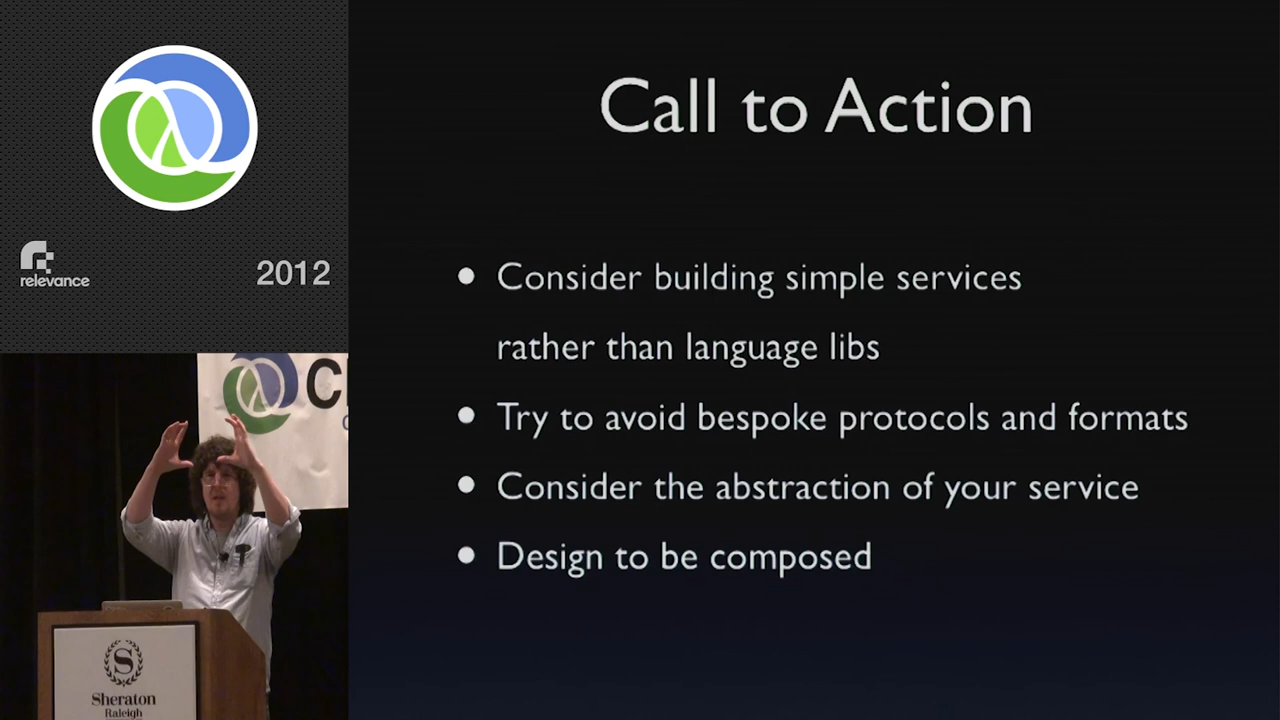 relevance
2012
Call to Action
Consider building simple services
rather than language libs
Try to avoid bespoke protocols and formats
Consider the abstraction of your service
Design to be composed
S
Sheraton
Raleigh